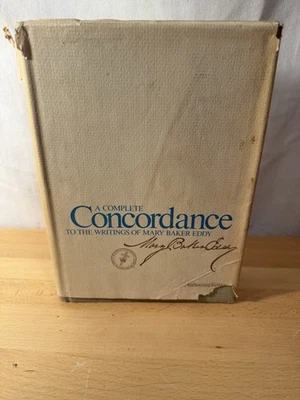 A COMPLETE
Concordance
TO THE WRITINGS OF MARY BAKER EDDY
Mary Baker Eddy